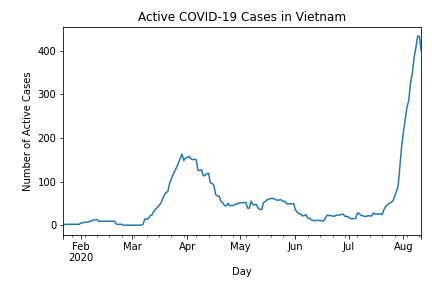 Active COVID-19 Cases in Vietnam
Number of Active Cases
400
300
200
100
0
Feb Mar Apr May Jun Jul Aug
2020
Day